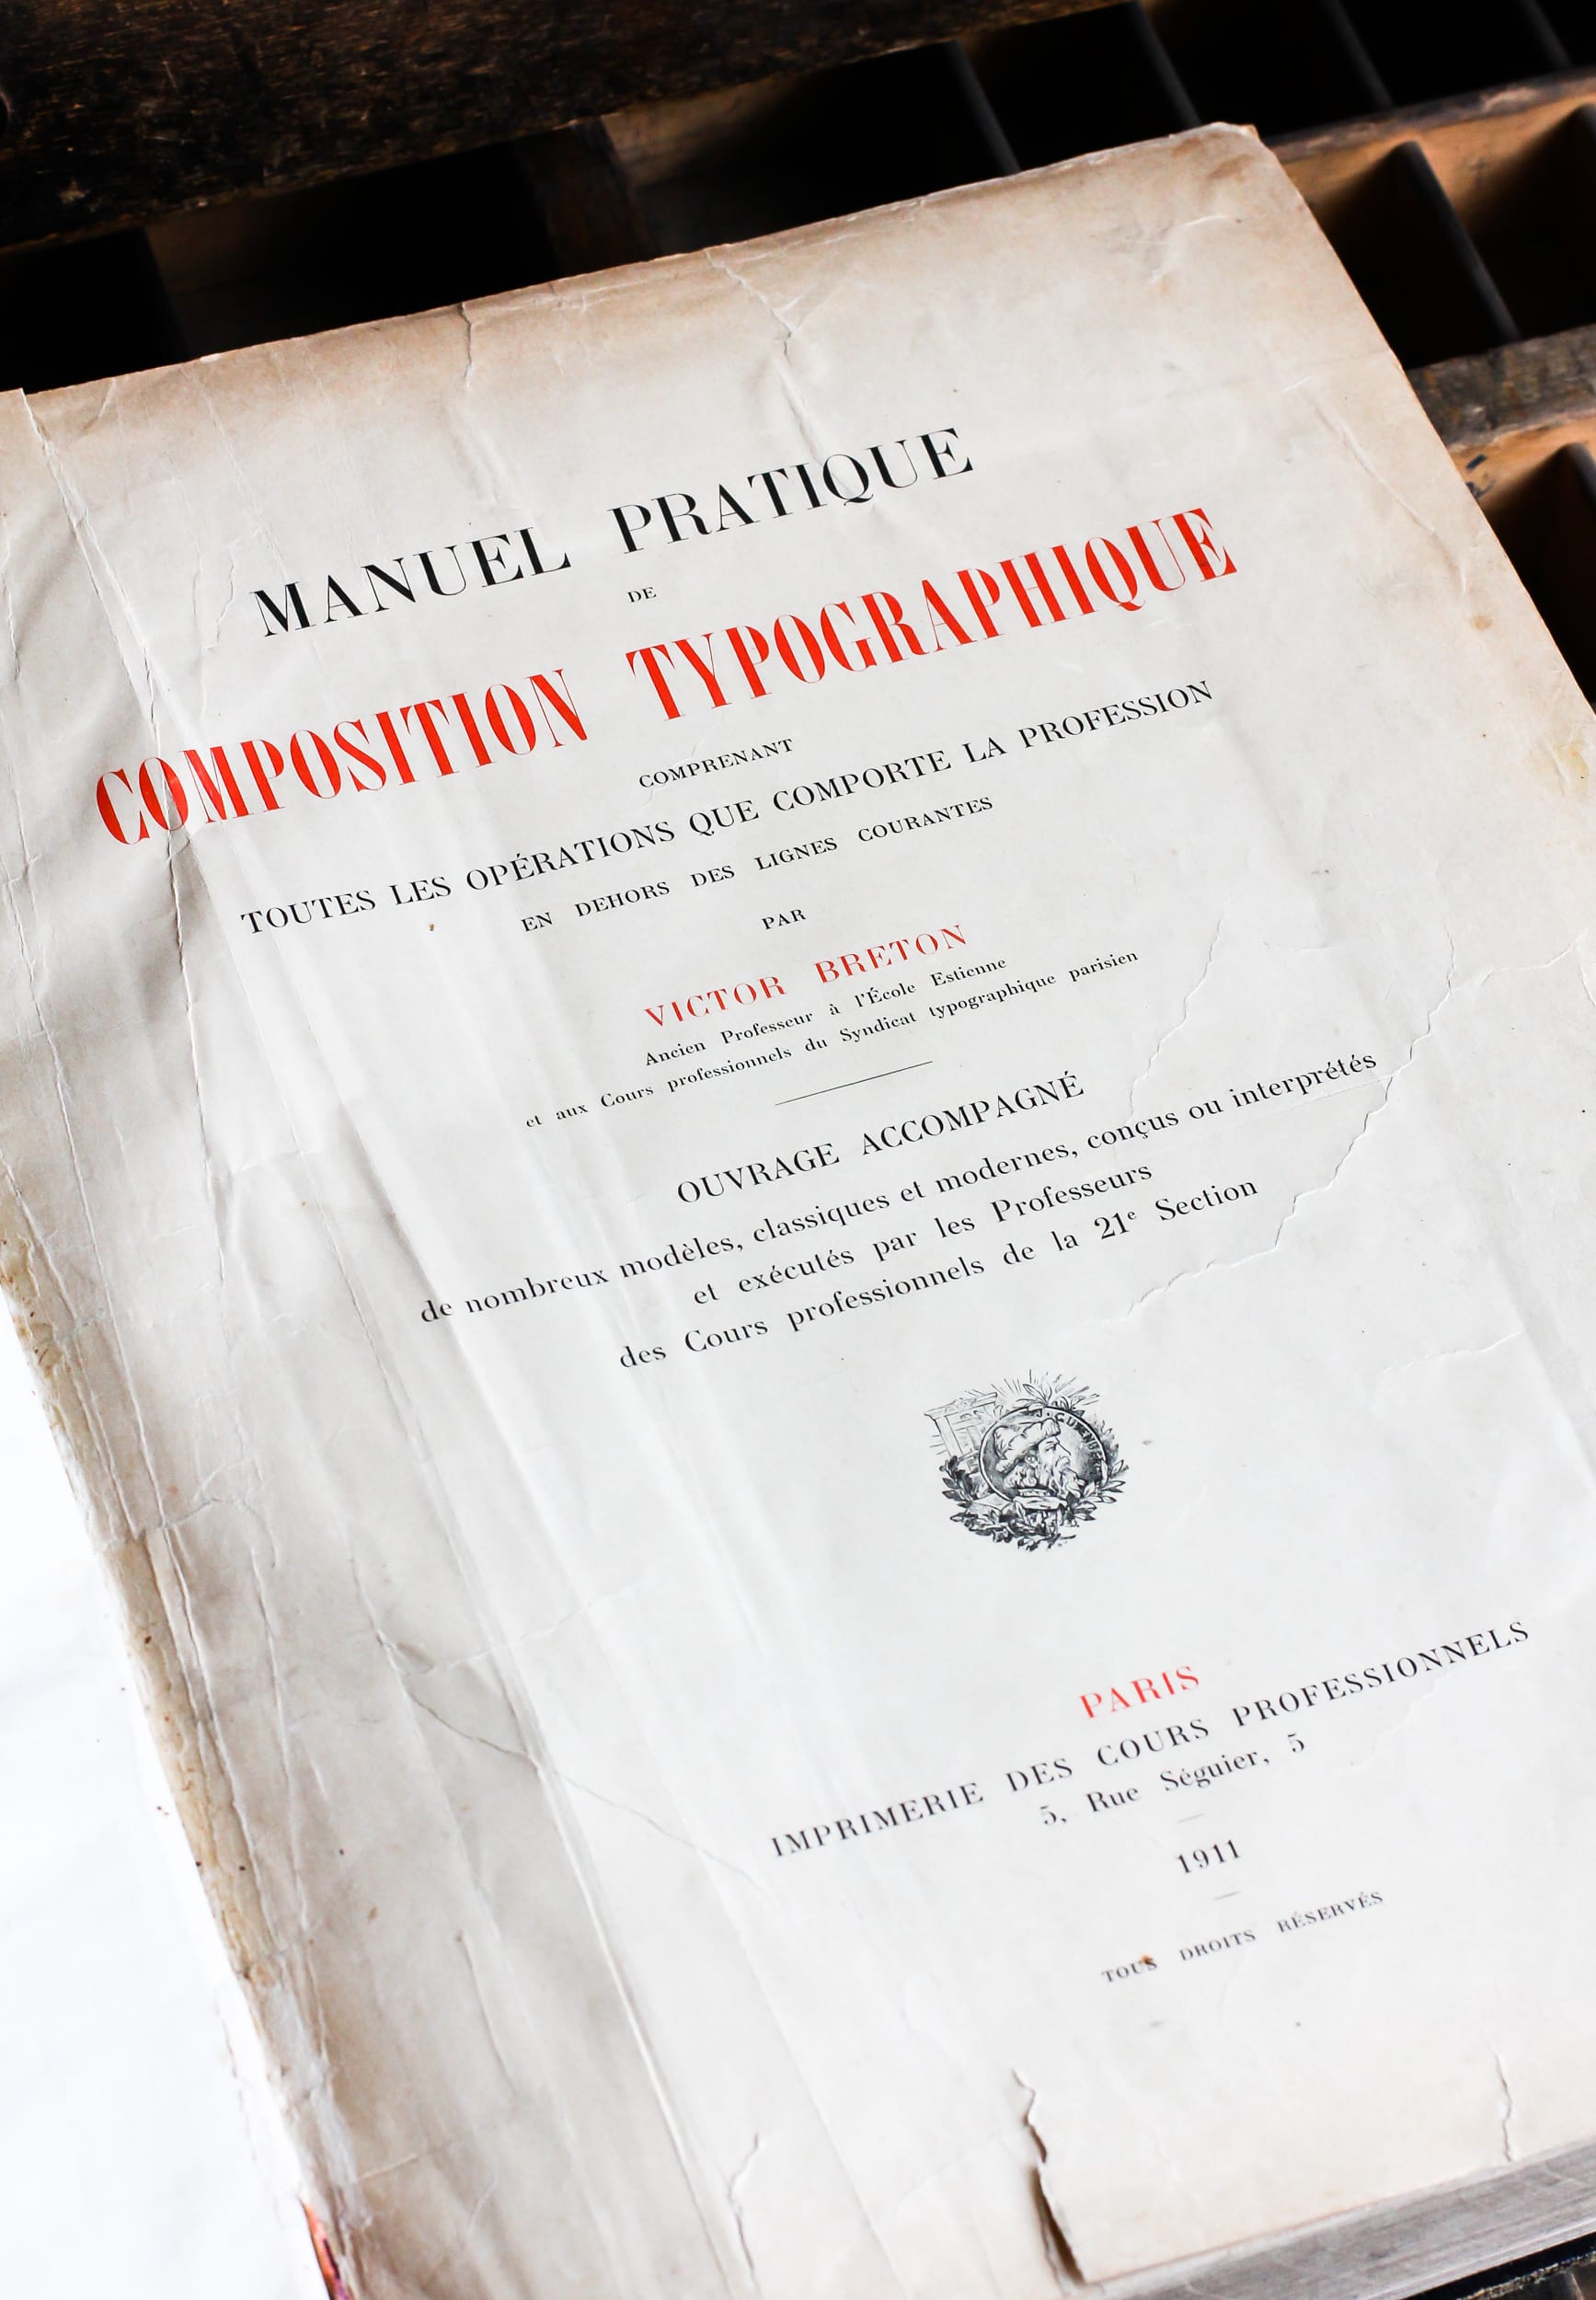 MANUEL PRATIQUE
DE
COMPOSITION TYPOGRAPHIQUE
COMPRENANT
TOUTES LES OPÉRATIONS QUE COMPORTE LA PROFESSION
EN DEHORS DES LIGNES COURANTES
PAR
VICTOR BRETON
Ancien Professeur à l'École Estienne
et aux Cours professionnels du Syndicat typographique parisien
OUVRAGE ACCOMPAGNÉ
de nombreux modèles, classiques et modernes, conçus ou interprétés
et exécutés par les Professeurs
des Cours professionnels de la 21e Section
J. GUTENBERG
PARIS
IMPRIMERIE DES COURS PROFESSIONNELS
5, Rue Séguier, 5
1911
TOUS DROITS RÉSERVÉS